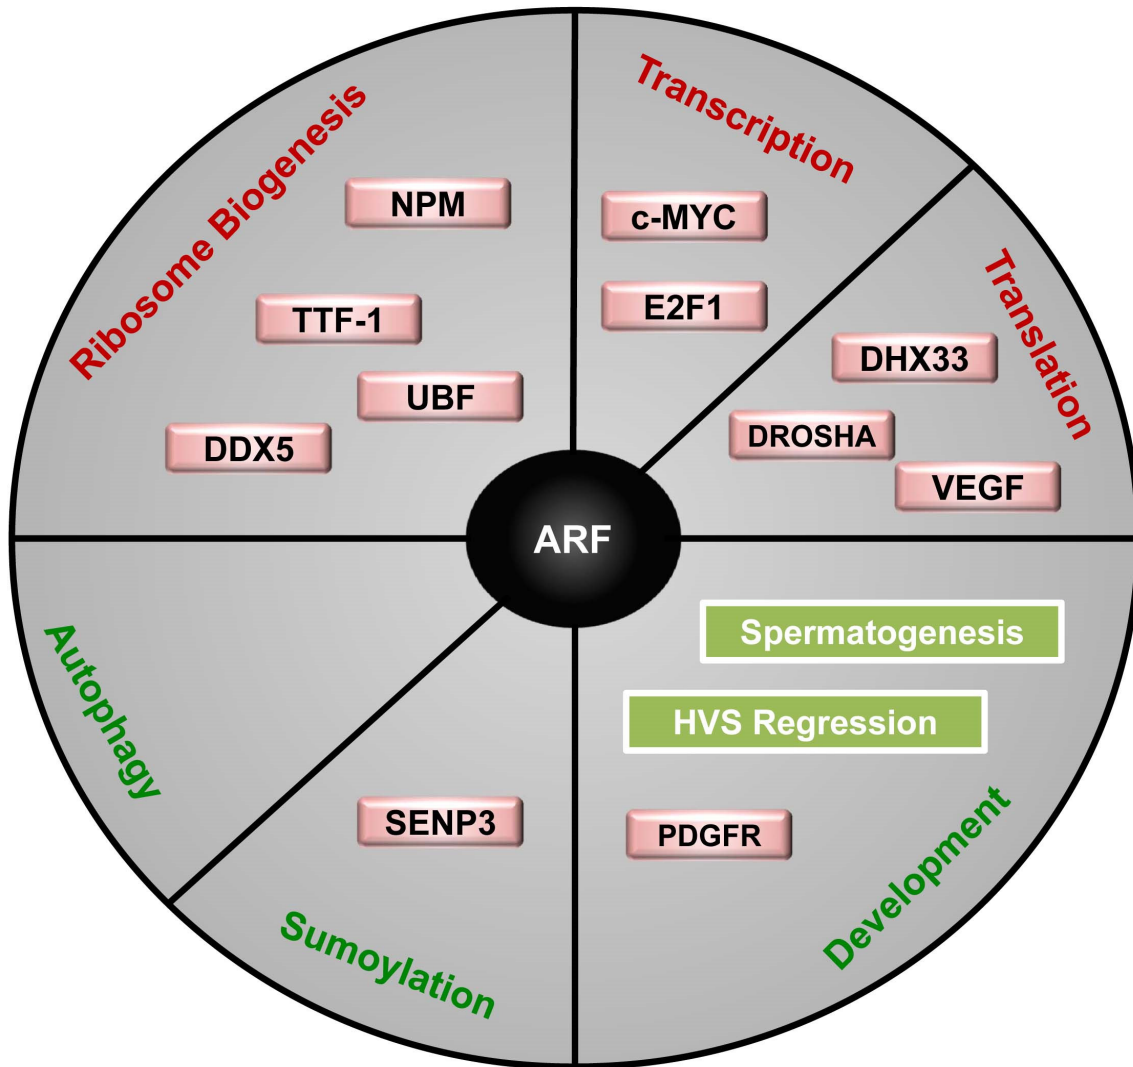 Ribosome Biogenesis
NPM
TTF-1
UBF
DDX5
Transcription
c-MYC
E2F1
Translation
DHX33
DROSHA
VEGF
ARF
Autophagy
Sumoylation
SENP3
Spermatogenesis
HVS Regression
PDGFR
Development